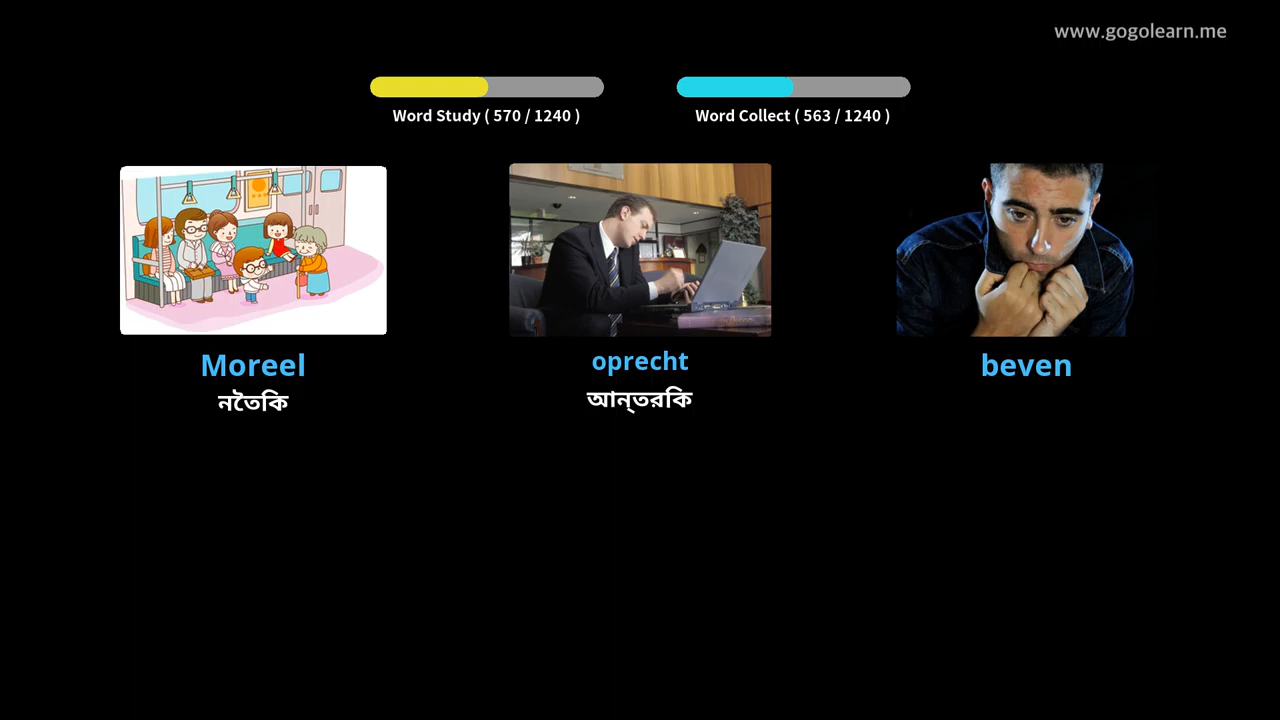 www.gogolearn.me
Word Study ( 570 / 1240 )
Word Collect ( 563 / 1240 )
Moreel
oprecht
beven
নৈতিক
আন্তরিক